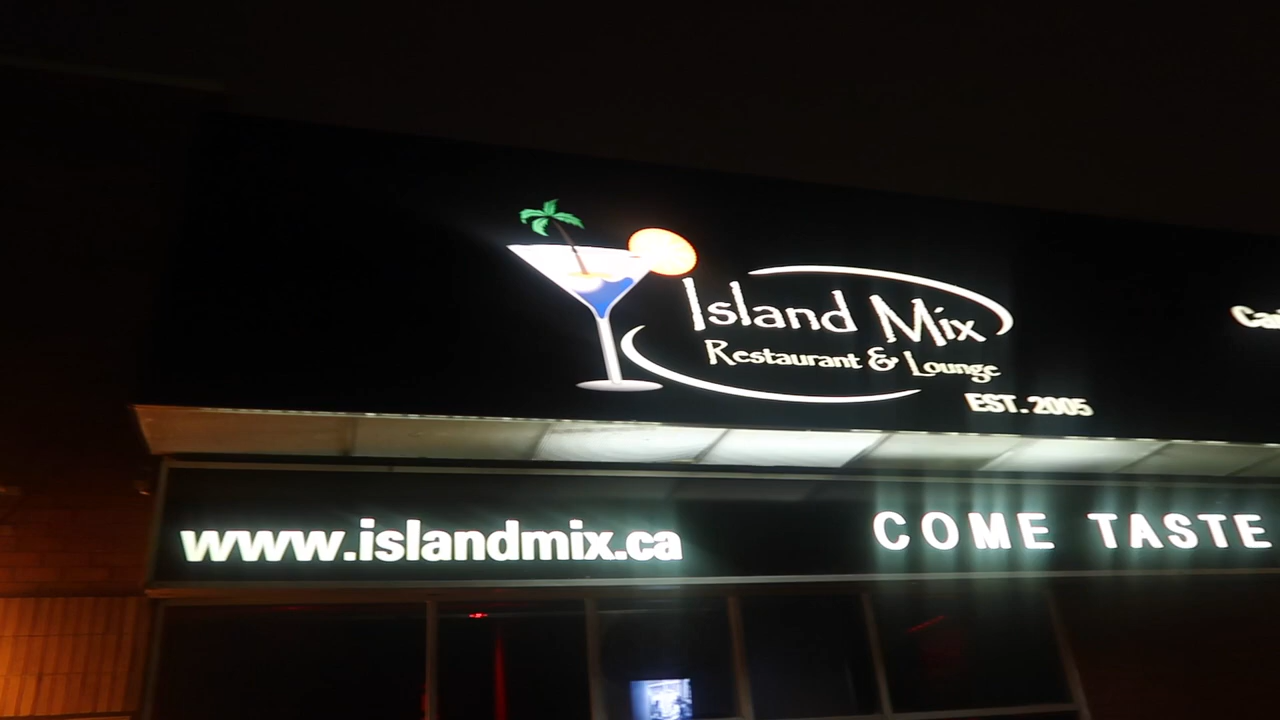 Island Mix
Restaurant & Lounge
EST. 2005
www.islandmix.ca
COME TASTE